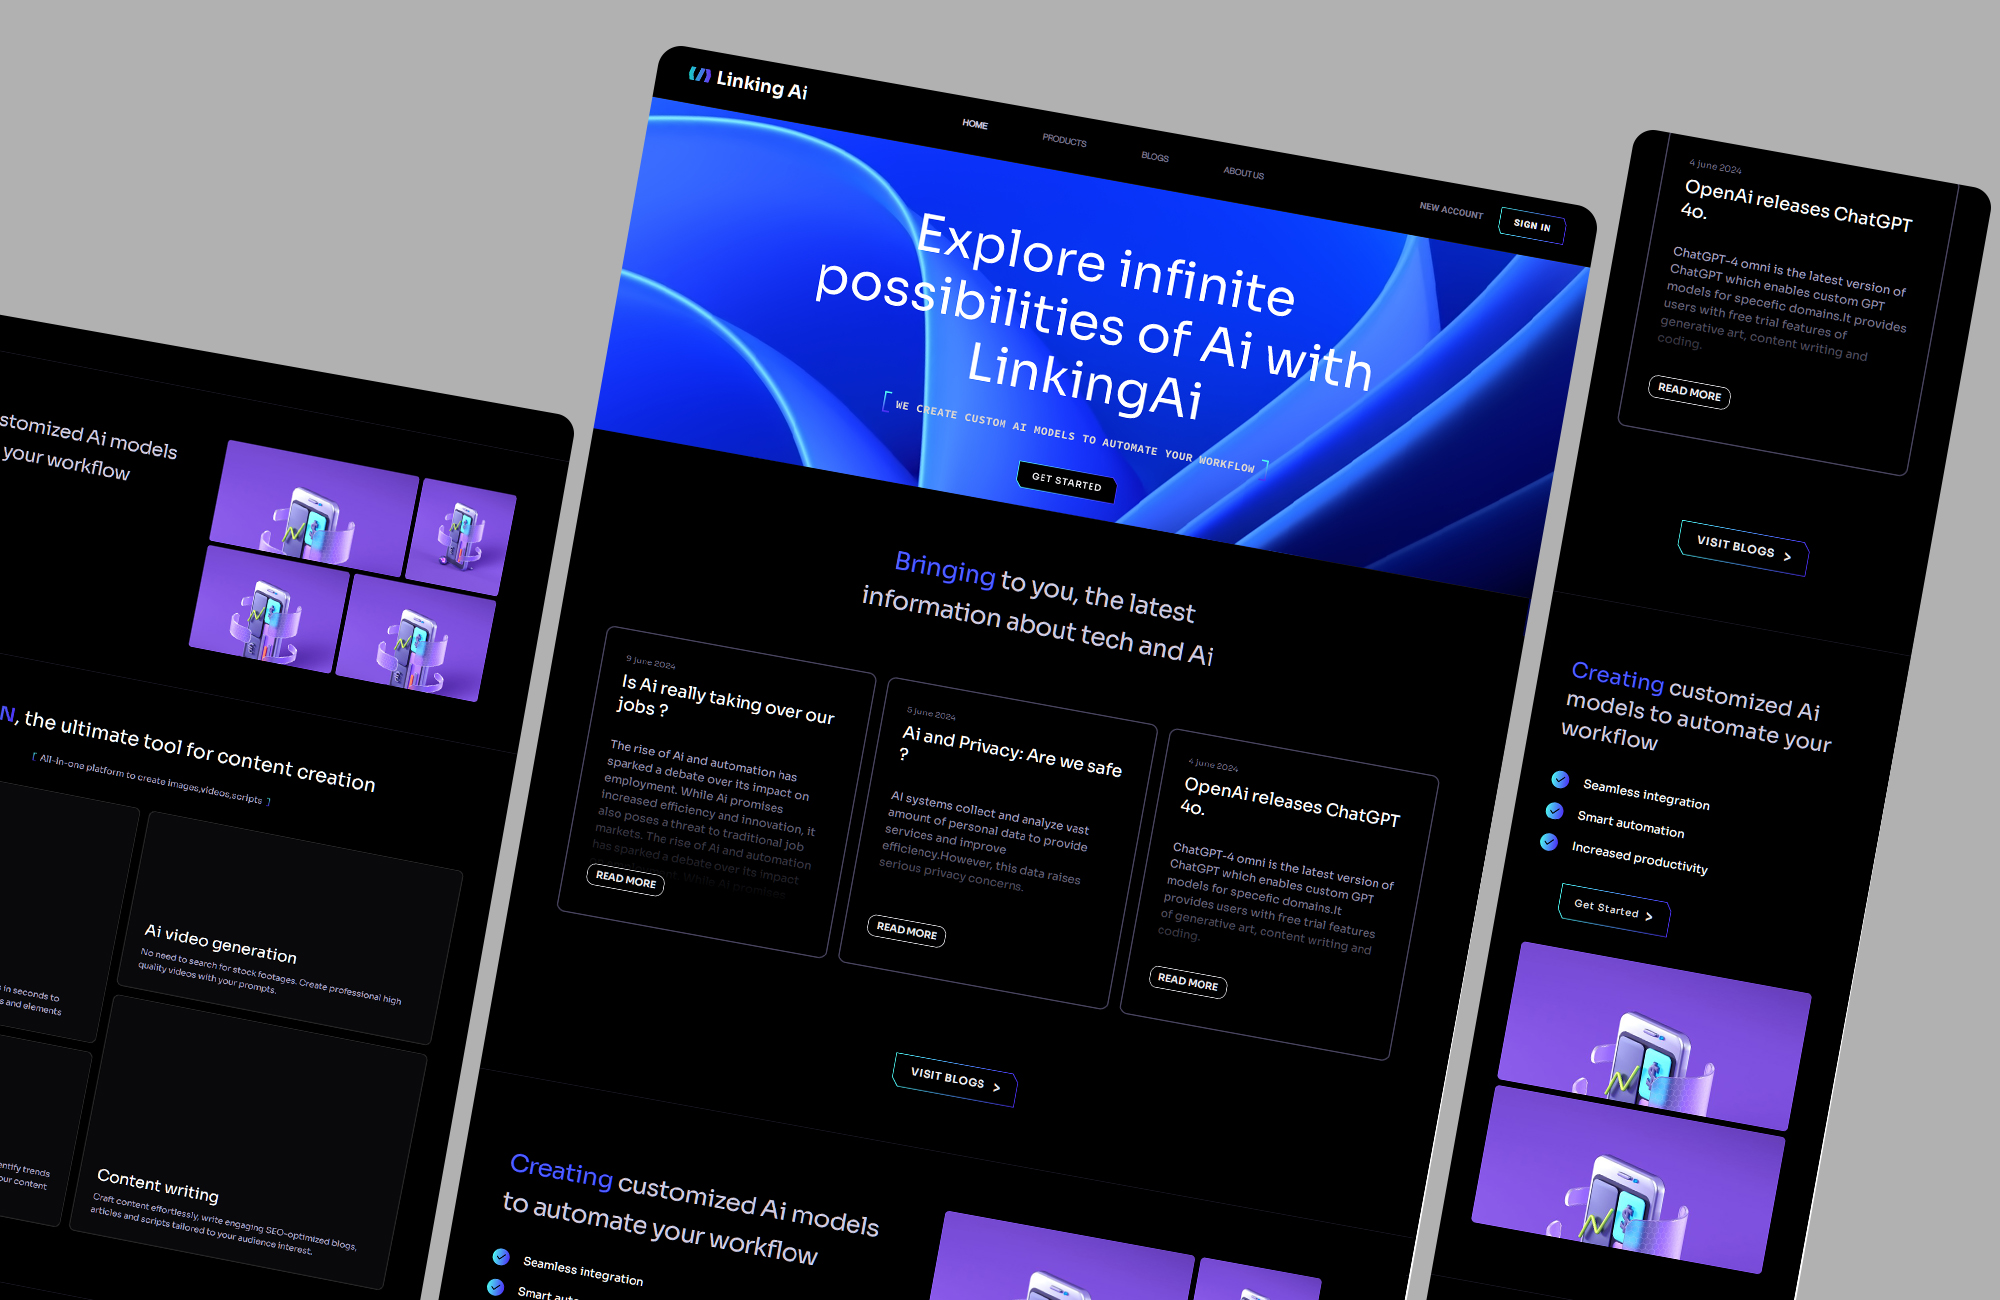 stomized Ai models
your workflow
N, the ultimate tool for content creation
All-in-one platform to create images,videos,scripts
Ai video generation
No need to search for stock footages. Create professional high
quality videos with your prompts.
s in seconds to
s and elements
Content writing
Craft content effortlessly, write engaging SEO-optimized blogs,
articles and scripts tailored to your audience interest.
entify trends
our content
Linking Ai
HOME
PRODUCTS
BLOGS
ABOUT US
NEW ACCOUNT
SIGN IN
Explore infinite
possibilities of Ai with
LinkingAi
WE CREATE CUSTOM AI MODELS TO AUTOMATE YOUR WORKFLOW
GET STARTED
Bringing to you, the latest
information about tech and Ai
9 june 2024
Is Ai really taking over our
jobs ?
The rise of Ai and automation has
sparked a debate over its impact on
employment. While Ai promises
increased efficiency and innovation, it
also poses a threat to traditional job
markets. The rise of Ai and automation
has sparked a debate over its impact
While Ai promises
READ MORE
5 june 2024
Ai and Privacy: Are we safe
?
AI systems collect and analyze vast
amount of personal data to provide
services and improve
efficiency.However, this data raises
serious privacy concerns.
READ MORE
4 june 2024
OpenAi releases ChatGPT
4o.
ChatGPT-4 omni is the latest version of
ChatGPT which enables custom GPT
models for specefic domains.It
provides users with free trial features
of generative art, content writing and
coding.
READ MORE
VISIT BLOGS >
Creating customized Ai models
to automate your workflow
Seamless integration
Smart auto
4 june 2024
OpenAi releases ChatGPT
4o.
ChatGPT-4 omni is the latest version of
ChatGPT which enables custom GPT
models for specefic domains.It provides
users with free trial features of
generative art, content writing and
coding.
READ MORE
VISIT BLOGS >
Creating customized Ai
models to automate your
workflow
Seamless integration
Smart automation
Increased productivity
Get Started >